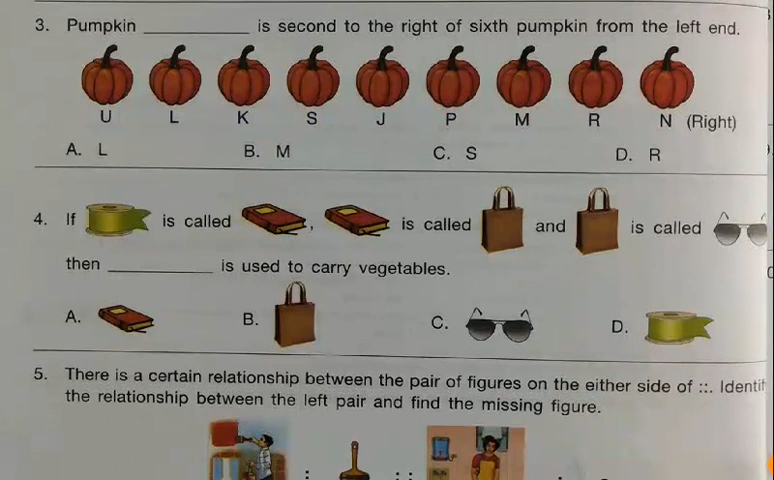 3. Pumpkin __________ is second to the right of sixth pumpkin from the left end.
U L K S J P M R N (Right)
A. L B. M C. S D. R
4. If is called , is called and is called
then __________ is used to carry vegetables.
A. B. C. D.
5. There is a certain relationship between the pair of figures on the either side of ::. Identif
the relationship between the left pair and find the missing figure.
: : : :